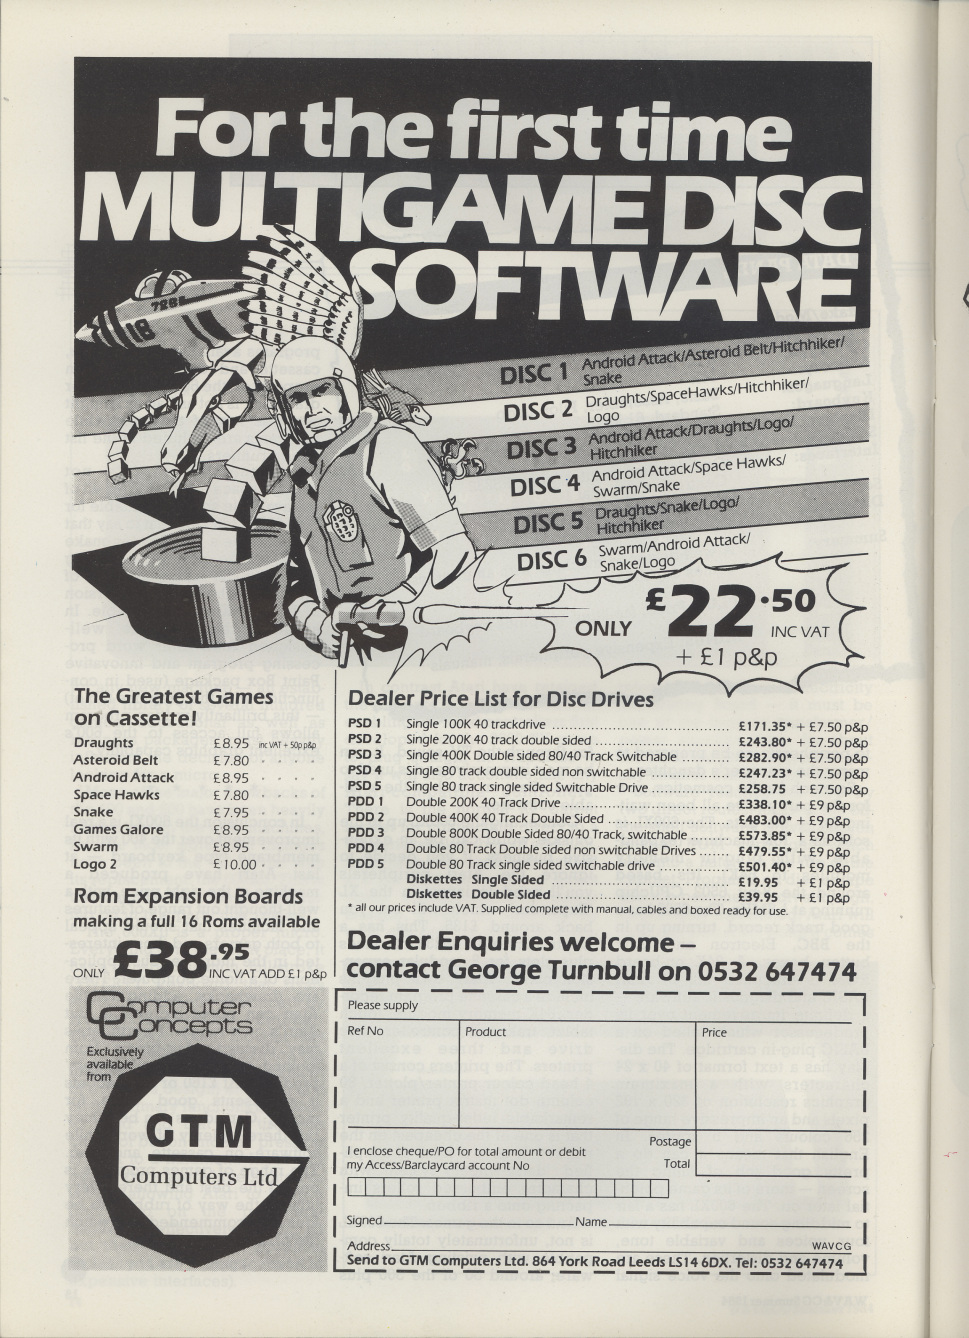 For the first time
MULTIGAME DISC
SOFTWARE
7286
18
DISC 1 Android Attack/Asteroid Belt/Hitchhiker/
Snake
DISC 2 Draughts/SpaceHawks/Hitchhiker/
Logo
DISC 3 Android Attack/Draughts/Logo/
Hitchhiker
DISC 4 Android Attack/Space Hawks/
Swarm/Snake
DISC 5 Draughts/Snake/Logo/
Hitchhiker
DISC 6 Swarm/Android Attack/
Snake/Logo
ONLY £22.50 INC VAT
+ £1 p&p
The Greatest Games
on Cassette!
Draughts £8.95 inc VAT + 50p p&p
Asteroid Belt £7.80 " " " "
Android Attack £8.95 " " " "
Space Hawks £7.80 " " " "
Snake £7.95 " " " "
Games Galore £8.95 " " " "
Swarm £8.95 " " " "
Logo 2 £10.00 " " " "
Rom Expansion Boards
making a full 16 Roms available
ONLY £38.95 INC VAT ADD £1 p&p
Dealer Price List for Disc Drives
PSD 1 Single 100K 40 trackdrive £171.35* + £7.50 p&p
PSD 2 Single 200K 40 track double sided £243.80* + £7.50 p&p
PSD 3 Single 400K Double sided 80/40 Track Switchable £282.90* + £7.50 p&p
PSD 4 Single 80 track double sided non switchable £247.23* + £7.50 p&p
PSD 5 Single 80 track single sided Switchable Drive £258.75 + £7.50 p&p
PDD 1 Double 200K 40 Track Drive £338.10* + £9 p&p
PDD 2 Double 400K 40 Track Double Sided £483.00* + £9 p&p
PDD 3 Double 800K Double Sided 80/40 Track, switchable £573.85* + £9 p&p
PDD 4 Double 80 Track Double sided non switchable Drives £479.55* + £9 p&p
PDD 5 Double 80 Track single sided switchable drive £501.40* + £9 p&p
Diskettes Single Sided £19.95 + £1 p&p
Diskettes Double Sided £39.95 + £1 p&p
* all our prices include VAT. Supplied complete with manual, cables and boxed ready for use.
Dealer Enquiries welcome –
contact George Turnbull on 0532 647474
Computer
Concepts
Exclusively
available
from
GTM
Computers Ltd
Please supply
Ref No Product Price
Postage
Total
I enclose cheque/PO for total amount or debit
my Access/Barclaycard account No
Signed Name
Address WAVCG
Send to GTM Computers Ltd. 864 York Road Leeds LS14 6DX. Tel: 0532 647474